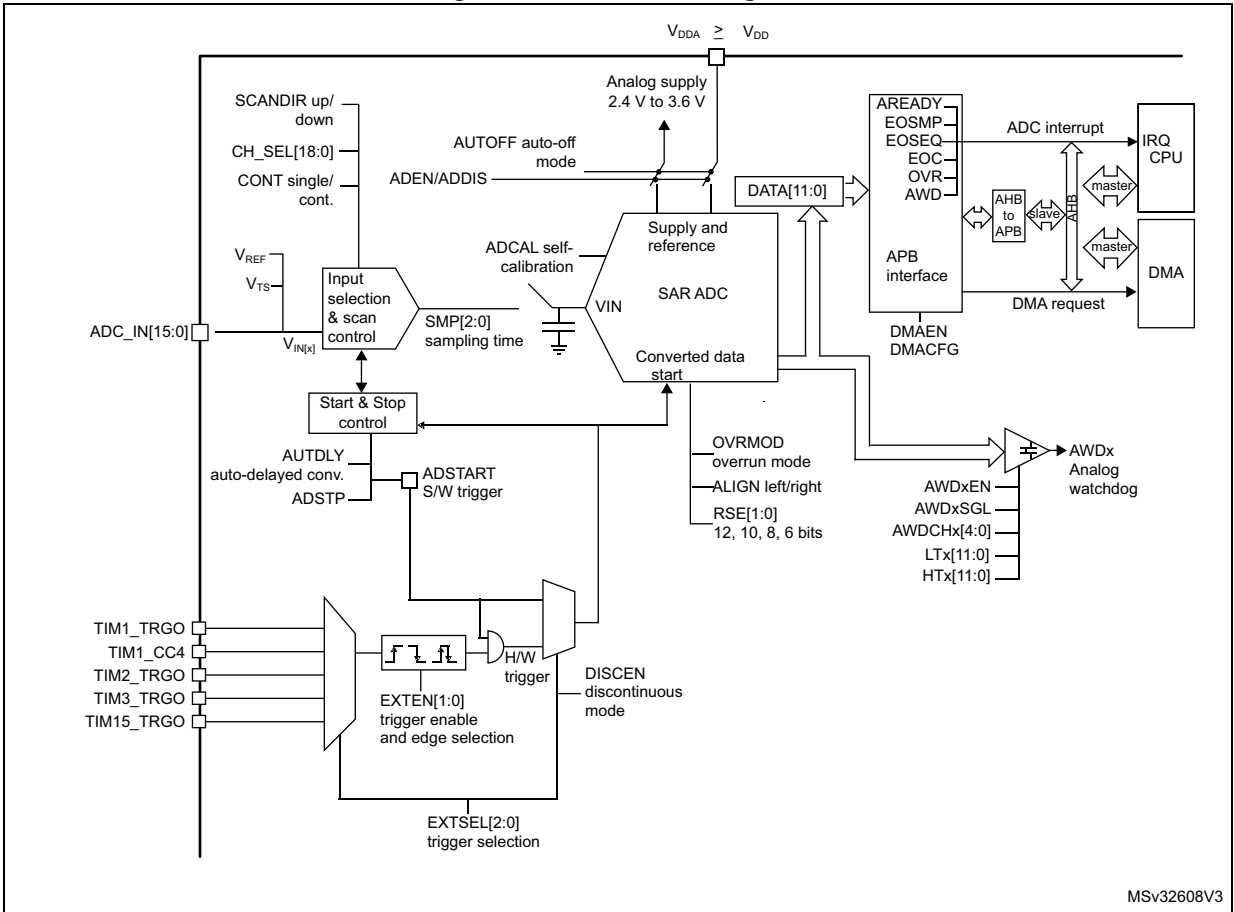 VDDA ≥ VDD
Analog supply
2.4 V to 3.6 V
SCANDIR up/
down
CH_SEL[18:0]
CONT single/
cont.
AUTOFF auto-off
mode
ADEN/ADDIS
ADCAL self-
calibration
Supply and
reference
SAR ADC
VIN
Converted data
start
DATA[11:0]
AREADY
EOSMP
EOSEQ
EOC
OVR
AWD
APB
interface
ADC interrupt
IRQ
CPU
master
AHB
to
APB
slave
AHB
master
DMA
DMA request
DMAEN
DMACFG
VREF
VTS
ADC_IN[15:0]
VIN[x]
Input
selection
& scan
control
SMP[2:0]
sampling time
Start & Stop
control
AUTDLY
auto-delayed conv.
ADSTP
ADSTART
S/W trigger
OVRMOD
overrun mode
ALIGN left/right
RSE[1:0]
12, 10, 8, 6 bits
AWDx
Analog
watchdog
AWDxEN
AWDxSGL
AWDCHx[4:0]
LTx[11:0]
HTx[11:0]
TIM1_TRGO
TIM1_CC4
TIM2_TRGO
TIM3_TRGO
TIM15_TRGO
EXTEN[1:0]
trigger enable
and edge selection
H/W
trigger
DISCEN
discontinuous
mode
EXTSEL[2:0]
trigger selection
MSv32608V3